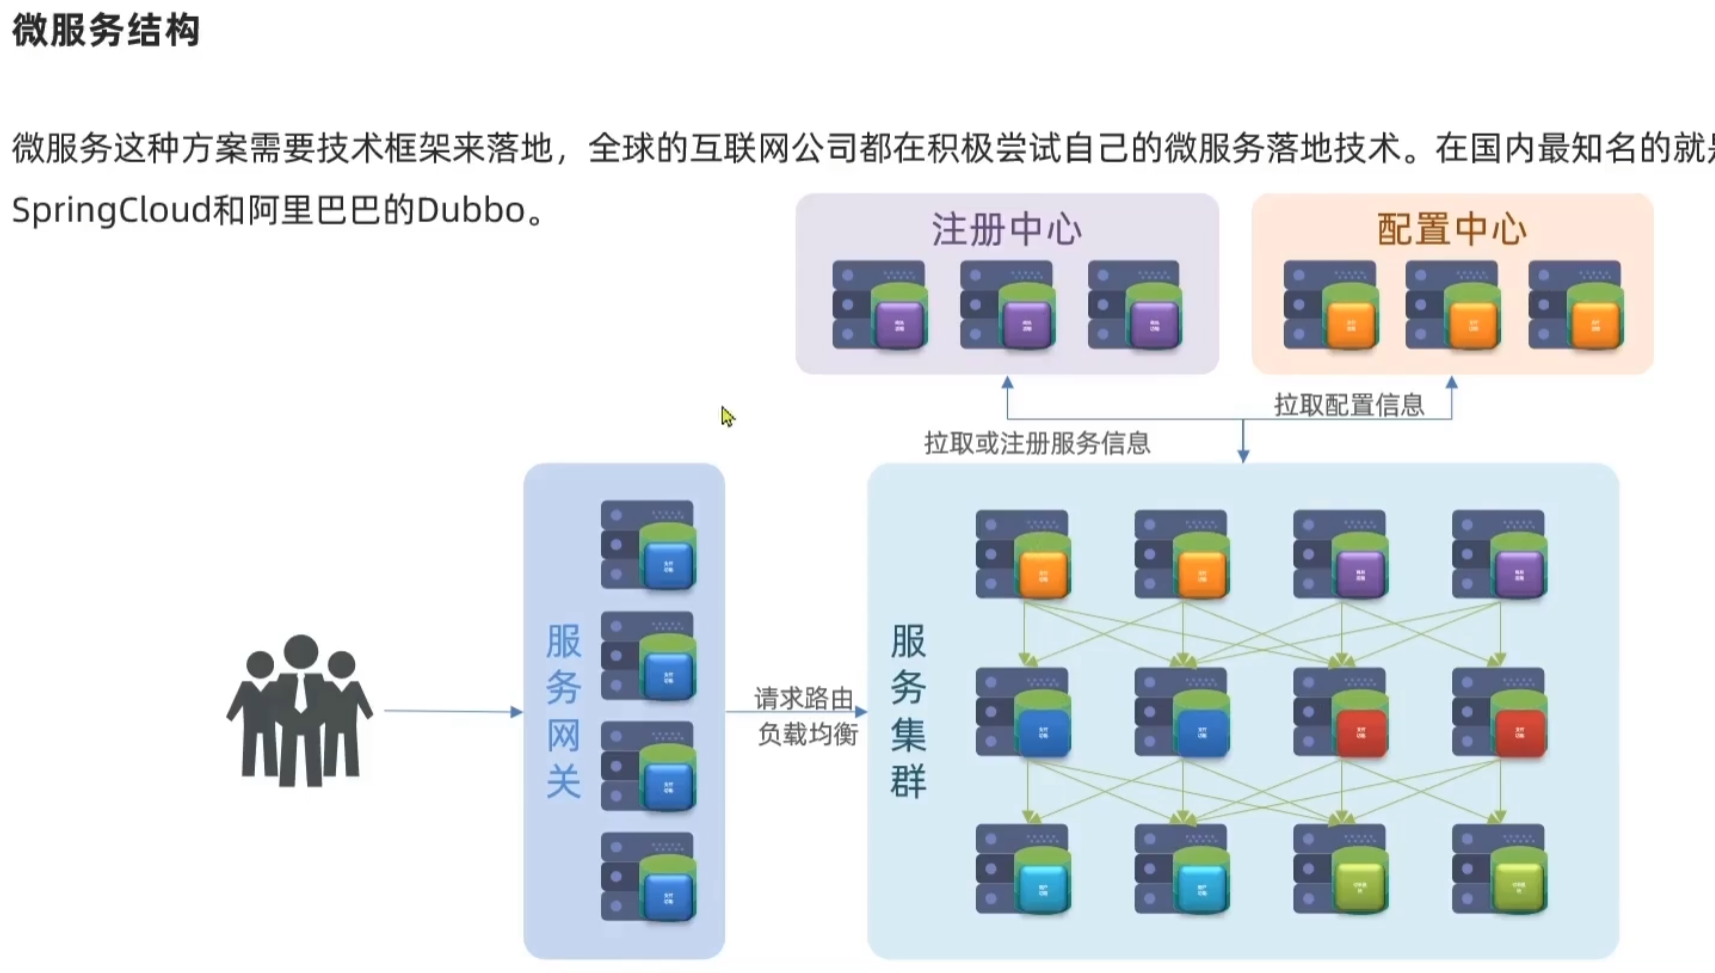 微服务结构
微服务这种方案需要技术框架来落地，全球的互联网公司都在积极尝试自己的微服务落地技术。在国内最知名的就是
SpringCloud和阿里巴巴的Dubbo。
注册中心
配置中心
拉取配置信息
拉取或注册服务信息
服务网关
请求路由
负载均衡
服务集群